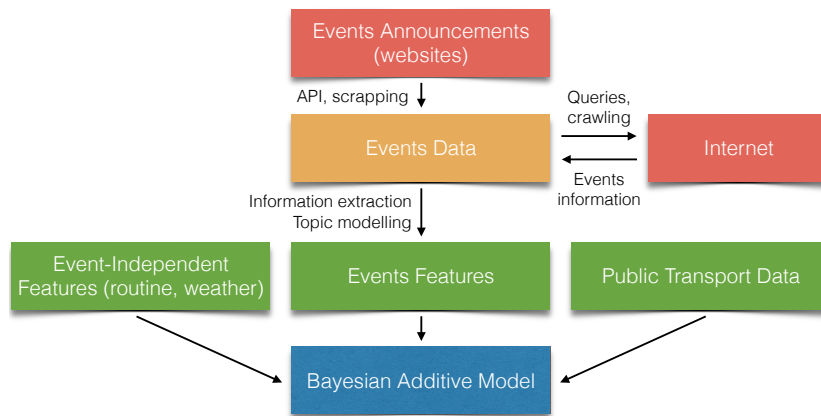 Events Announcements
(websites)
API, scrapping
Queries,
crawling
Events Data
Internet
Events
information
Information extraction
Topic modelling
Event-Independent
Features (routine, weather)
Events Features
Public Transport Data
Bayesian Additive Model